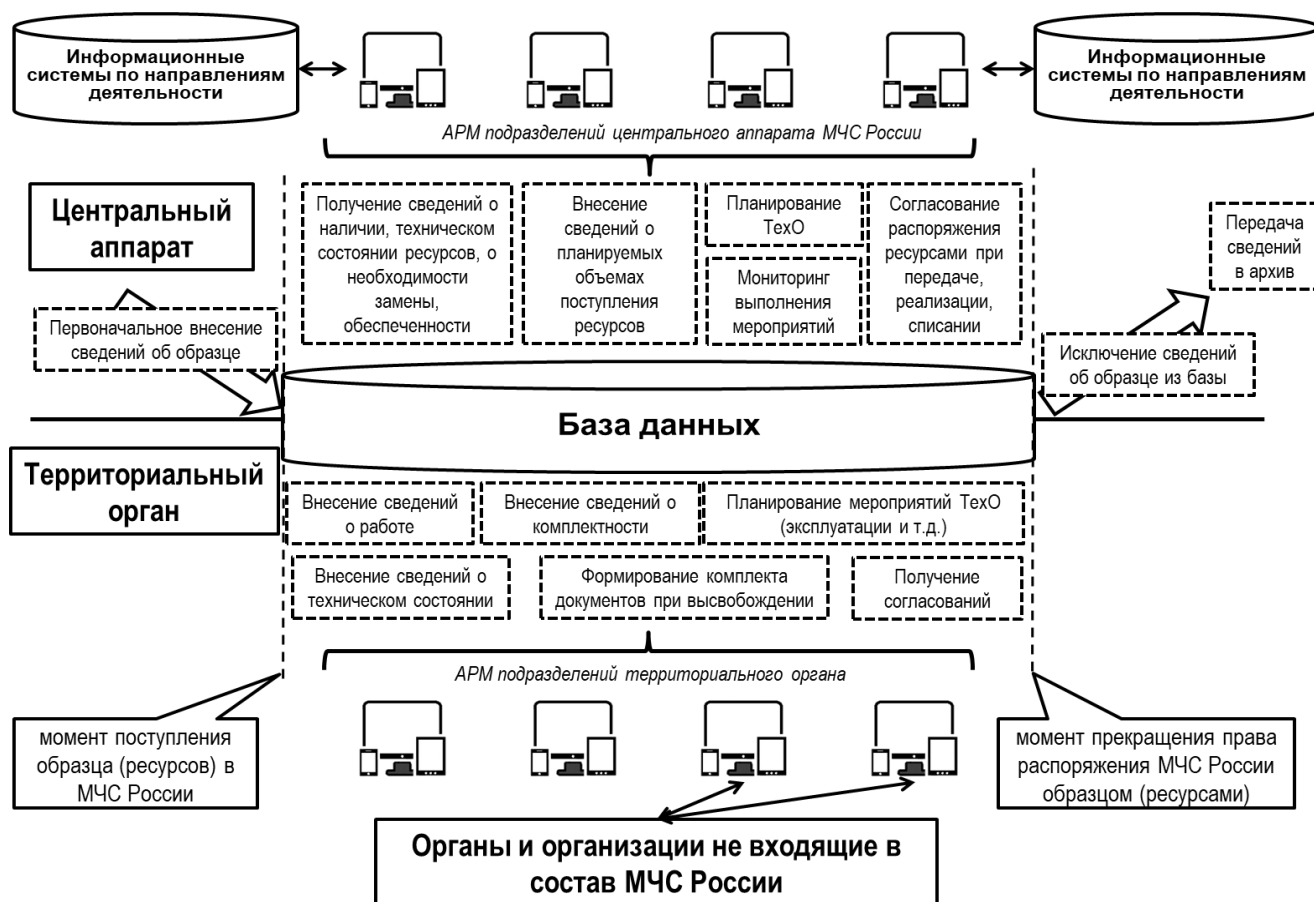 Информационные
системы по направлениям
деятельности
Информационные
системы по направлениям
деятельности
АРМ подразделений центрального аппарата МЧС России
Центральный
аппарат
Получение сведений о
наличии, техническом
состоянии ресурсов, о
необходимости
замены,
обеспеченности
Внесение
сведений о
планируемых
объемах
поступления
ресурсов
Планирование
ТехО
Мониторинг
выполнения
мероприятий
Согласование
распоряжения
ресурсами при
передаче,
реализации,
списании
Передача
сведений
в архив
Первоначальное внесение
сведений об образце
Исключение сведений
об образце из базы
База данных
Территориальный
орган
Внесение сведений
о работе
Внесение сведений о
комплектности
Планирование мероприятий ТехО
(эксплуатации и т.д.)
Внесение сведений о
техническом состоянии
Формирование комплекта
документов при высвобождении
Получение
согласований
АРМ подразделений территориального органа
момент поступления
образца (ресурсов) в
МЧС России
момент прекращения права
распоряжения МЧС России
образцом (ресурсами)
Органы и организации не входящие в
состав МЧС России